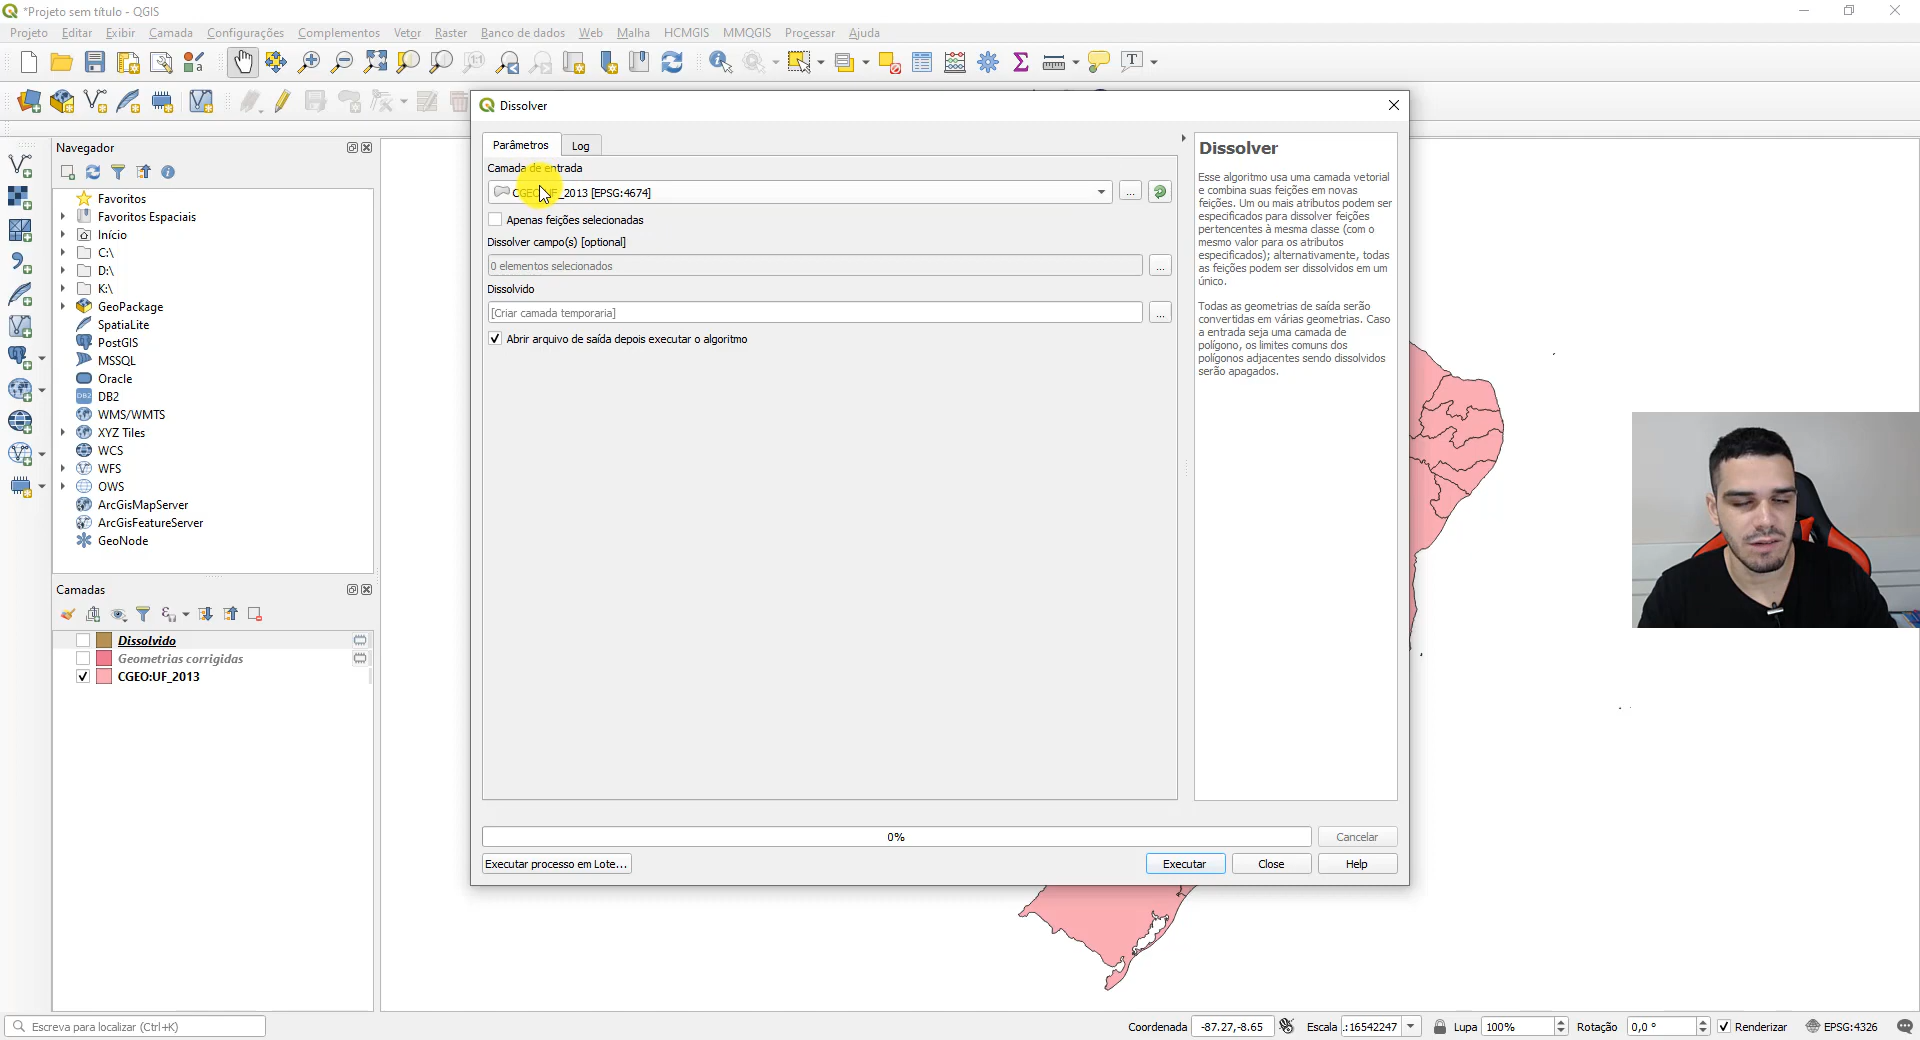 *Projeto sem título - QGIS
Projeto Editar Exibir Camada Configurações Complementos Vetor Raster Banco de dados Web Malha HCMGIS MMQGIS Processar Ajuda
Navegador
Favoritos
Favoritos Espaciais
Início
C:\
D:\
K:\
GeoPackage
SpatiaLite
PostGIS
MSSQL
Oracle
DB2
WMS/WMTS
XYZ Tiles
WCS
WFS
OWS
ArcGisMapServer
ArcGisFeatureServer
GeoNode
Camadas
Dissolvido
Geometrias corrigidas
CGEO:UF_2013
Dissolver
Parâmetros Log
Camada de entrada
CGEO:UF_2013 [EPSG:4674]
Apenas feições selecionadas
Dissolver campo(s) [optional]
0 elementos selecionados
...
Dissolvido
[Criar camada temporaria]
...
Abrir arquivo de saída depois executar o algoritmo
Dissolver
Esse algoritmo usa uma camada vetorial
e combina suas feições em novas
feições. Um ou mais atributos podem ser
especificados para dissolver feições
pertencentes à mesma classe (com o
mesmo valor para os atributos
especificados); alternativamente, todas
as feições podem ser dissolvidos em um
único.
Todas as geometrias de saída serão
convertidas em várias geometrias. Caso
a entrada seja uma camada de
polígono, os limites comuns dos
polígonos adjacentes sendo dissolvidos
serão apagados.
0%
Cancelar
Executar processo em Lote...
Executar
Close
Help
Escreva para localizar (Ctrl+K)
Coordenada -87.27,-8.65 Escala .:16542247 Lupa 100% Rotação 0,0 ° Renderizar EPSG:4326